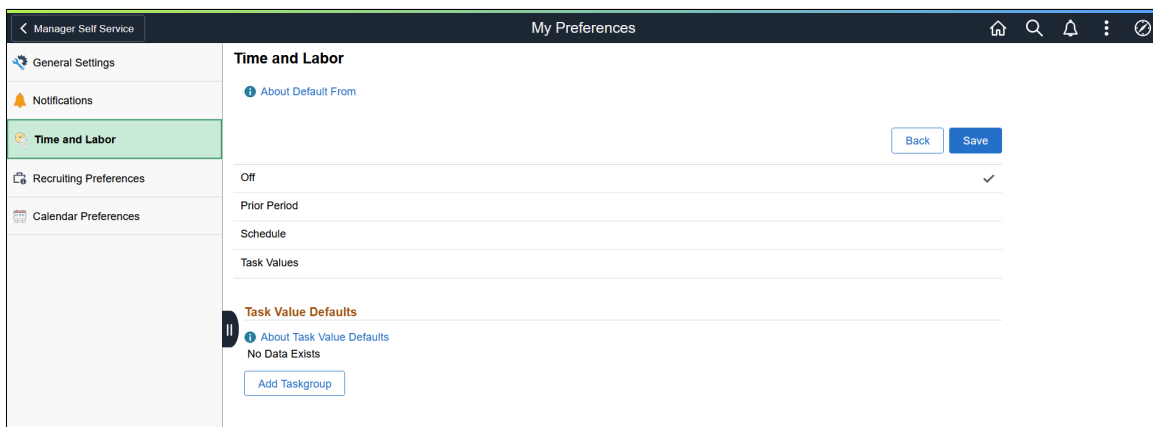 Manager Self Service
My Preferences
General Settings
Notifications
Time and Labor
Recruiting Preferences
Calendar Preferences
Time and Labor
About Default From
Back
Save
Off
Prior Period
Schedule
Task Values
Task Value Defaults
About Task Value Defaults
No Data Exists
Add Taskgroup